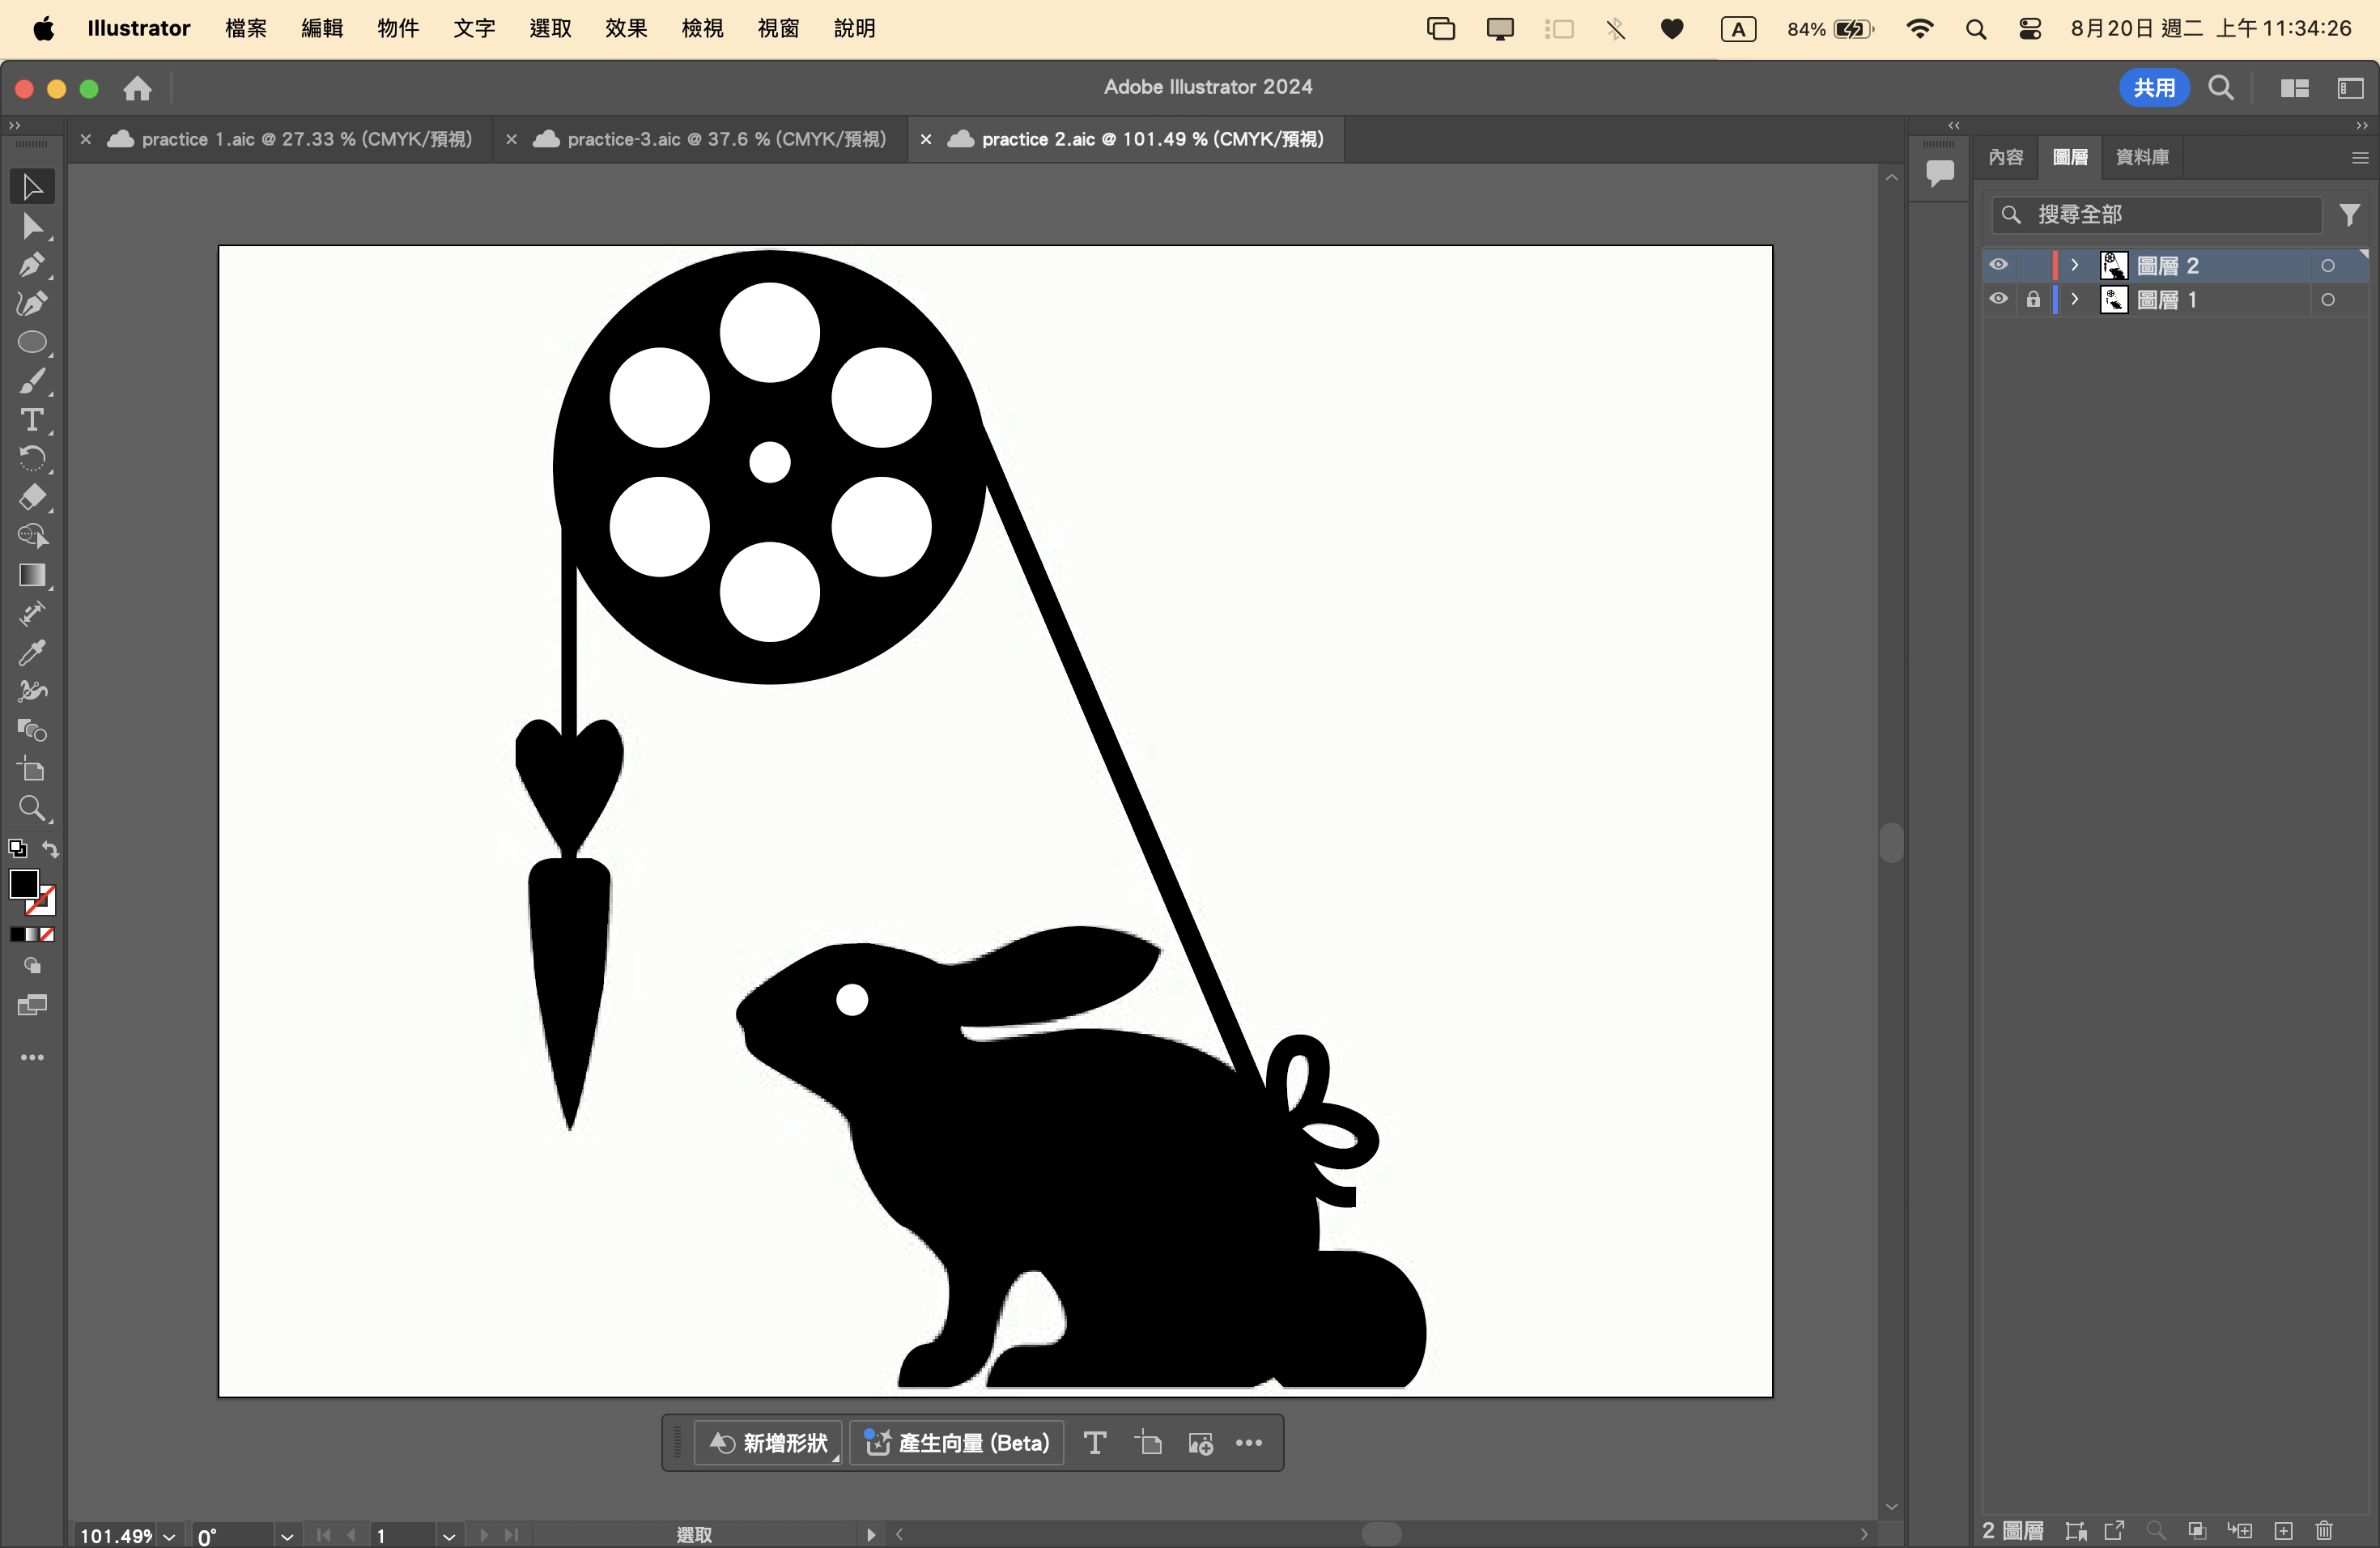 Illustrator 檔案 編輯 物件 文字 選取 效果 檢視 視窗 說明 A 84% 8月20日 週二 上午 11:34:26
Adobe Illustrator 2024 共用
practice 1.aic @ 27.33 % (CMYK/預視) practice-3.aic @ 37.6 % (CMYK/預視) practice 2.aic @ 101.49 % (CMYK/預視)
內容 圖層 資料庫
搜尋全部
圖層 2
圖層 1
新增形狀 產生向量 (Beta)
101.49% 0° 1 選取 2 圖層